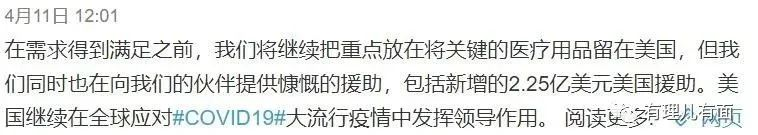 4月11日 12:01
在需求得到满足之前，我们将继续把重点放在将关键的医疗用品留在美国，但我
们同时也在向我们的伙伴提供慷慨的援助，包括新增的2.25亿美元美国援助。美
国继续在全球应对#COVID19#大流行疫情中发挥领导作用。 阅读更多： 网页
有理儿有面